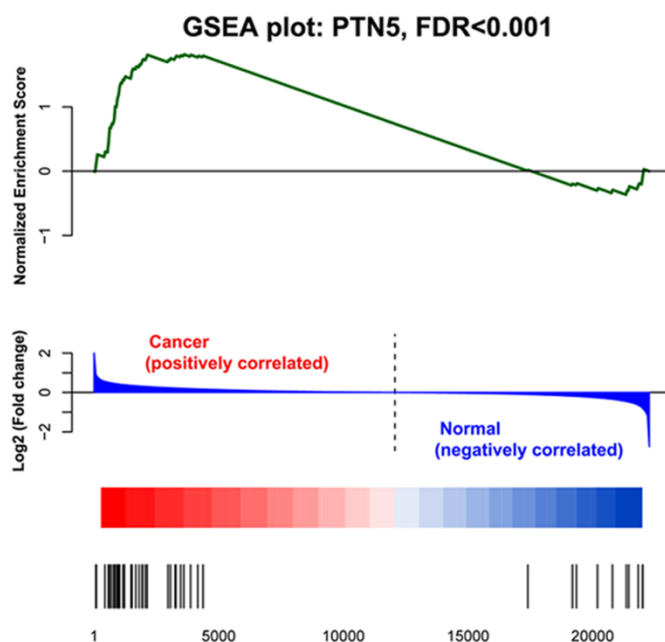 GSEA plot: PTN5, FDR<0.001
Normalized Enrichment Score
1
0
−1
Log2 (Fold change)
2
0
−2
Cancer
(positively correlated)
Normal
(negatively correlated)
1 5000 10000 15000 20000